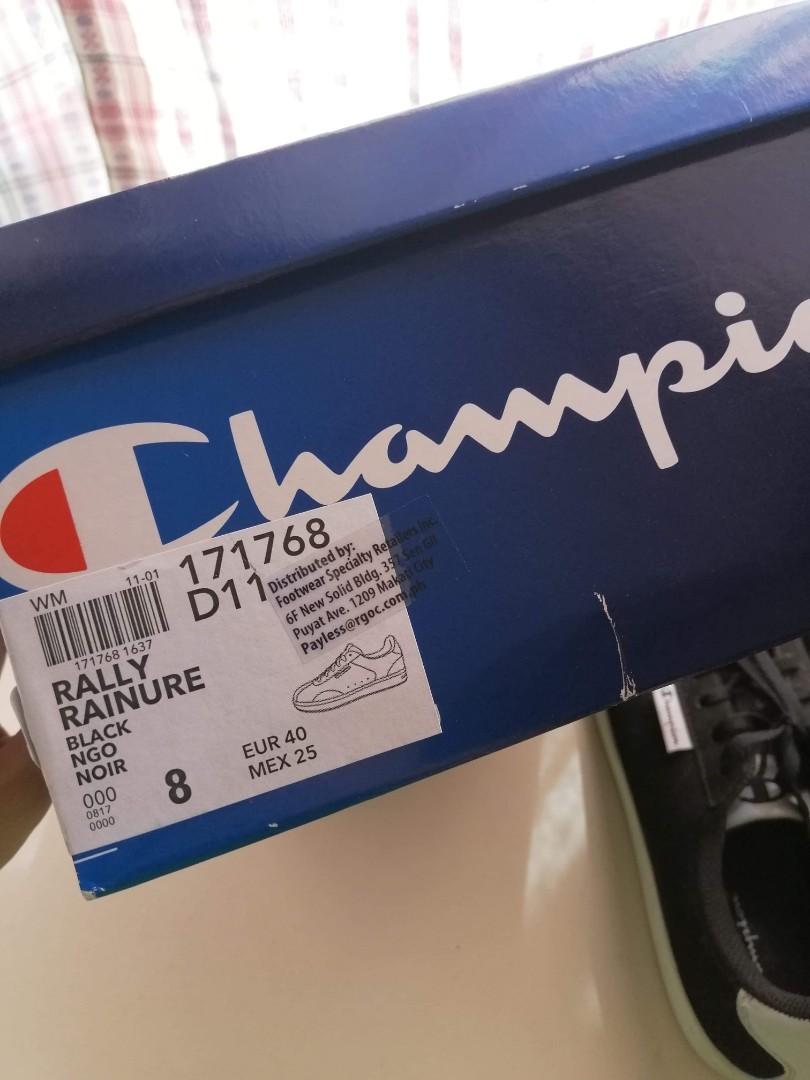 Champio
WM
11-01
171768
D11
171768 1637
Distributed by:
Footwear Specialty Retailers Inc.
6F New Solid Bldg. 357 Sen Gil
Puyat Ave. 1209 Makati City
Payless@rgoc.com.ph
RALLY
RAINURE
BLACK
NGO
NOIR
000
0817
0000
8
EUR 40
MEX 25
Champion